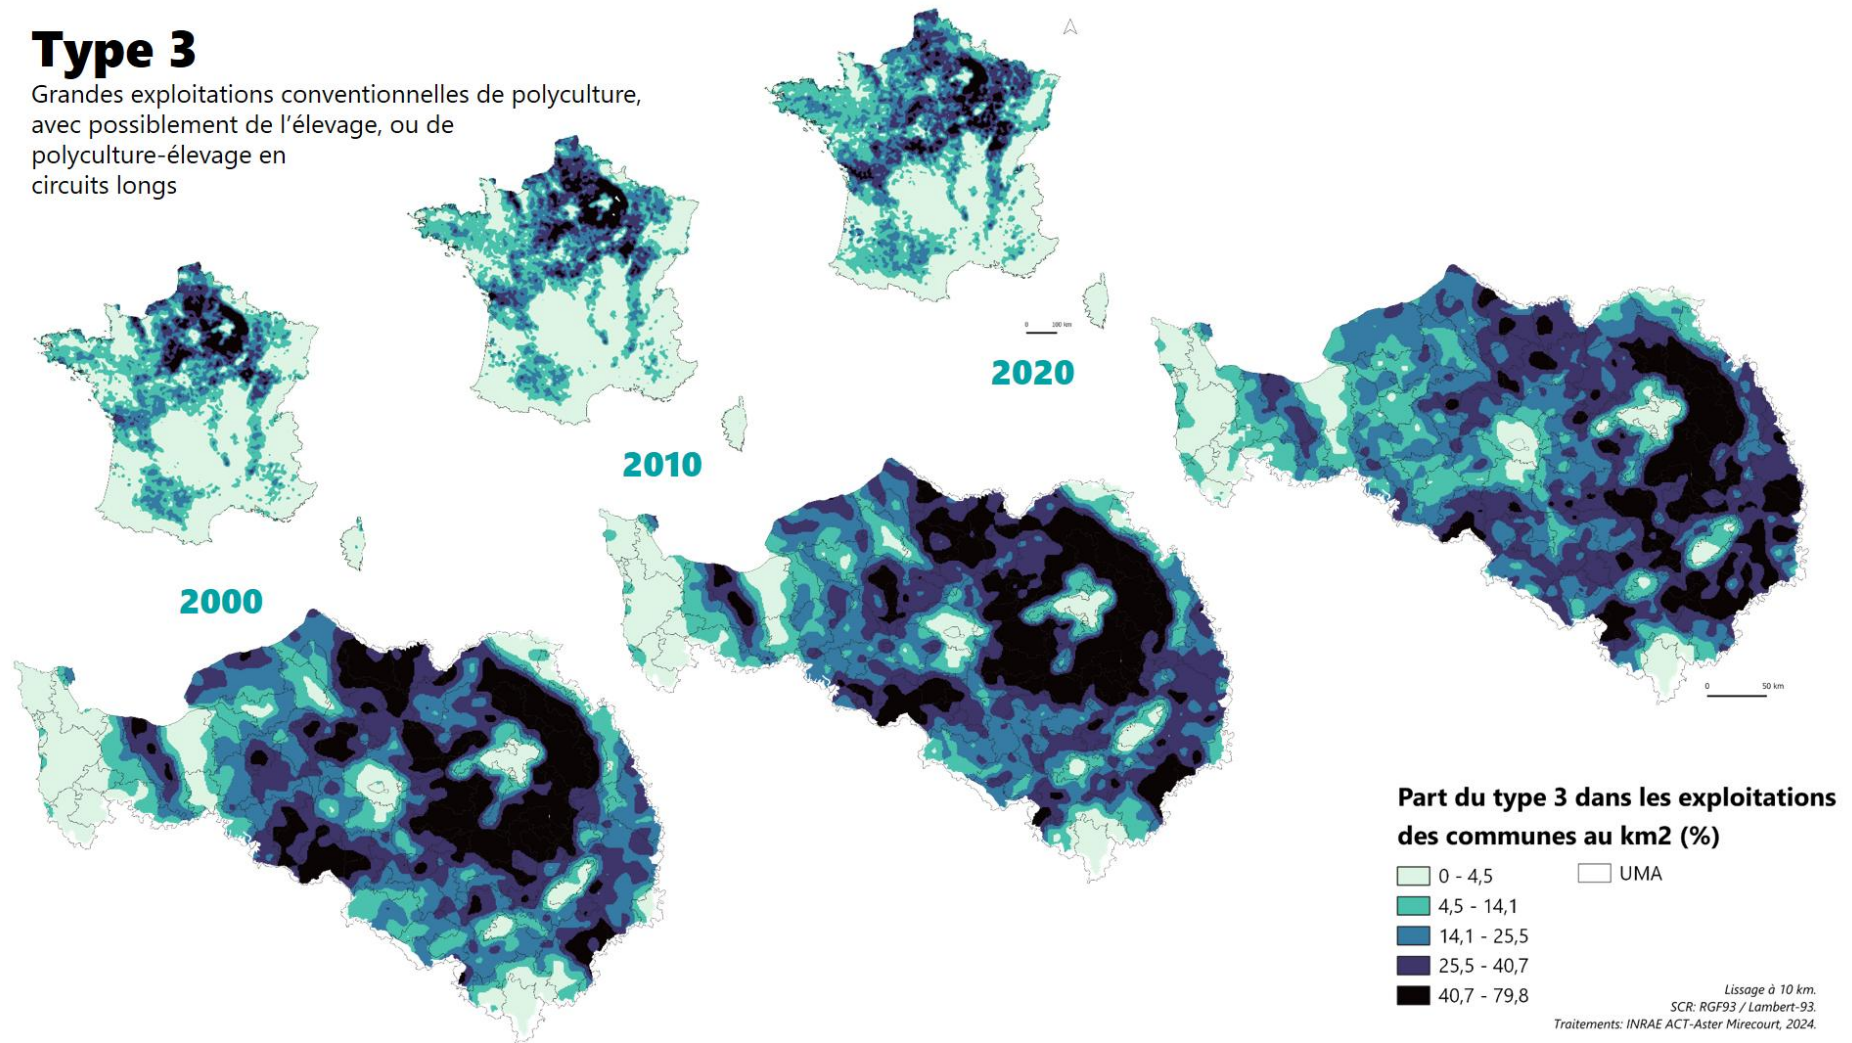 Type 3
Grandes exploitations conventionnelles de polyculture,
avec possiblement de l'élevage, ou de
polyculture-élevage en
circuits longs
0 100 km
2020
2010
2000
0 50 km
Part du type 3 dans les exploitations
des communes au km2 (%)
0 - 4,5
UMA
4,5 - 14,1
14,1 - 25,5
25,5 - 40,7
40,7 - 79,8
Lissage à 10 km.
SCR: RGF93 / Lambert-93.
Traitements: INRAE ACT-Aster Mirecourt, 2024.